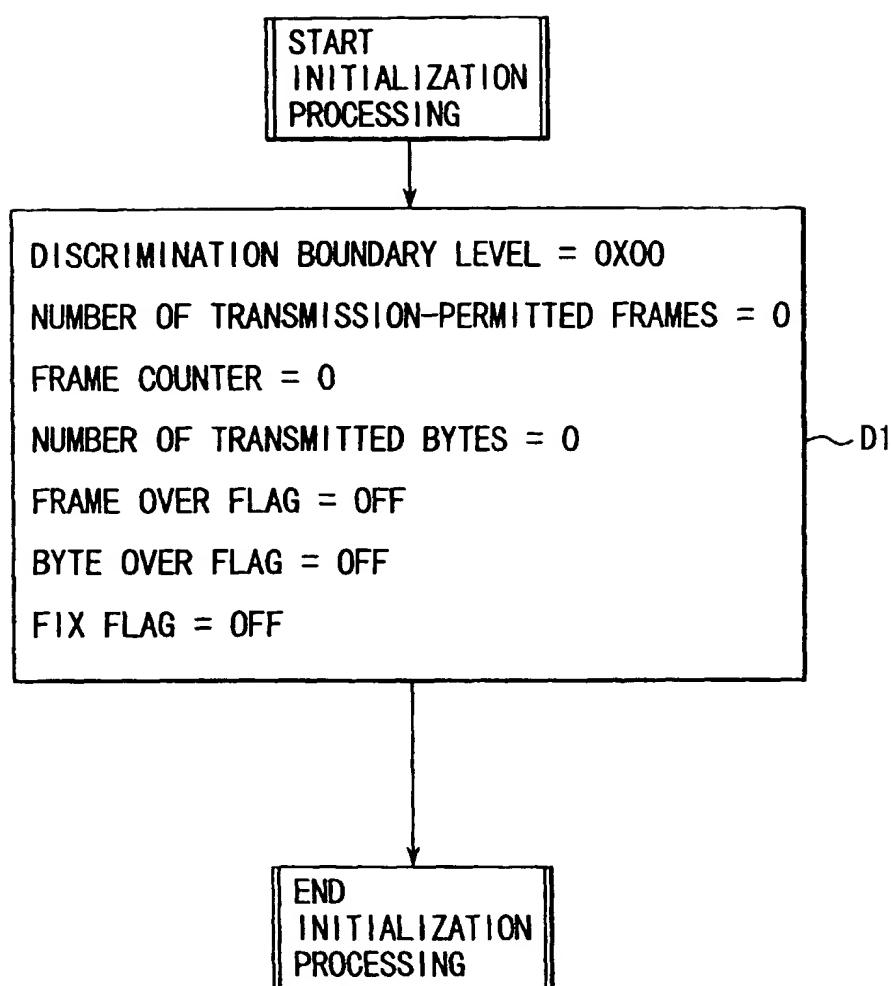 START
INITIALIZATION
PROCESSING
DISCRIMINATION BOUNDARY LEVEL = 0X00
NUMBER OF TRANSMISSION-PERMITTED FRAMES = 0
FRAME COUNTER = 0
NUMBER OF TRANSMITTED BYTES = 0
D1
FRAME OVER FLAG = OFF
BYTE OVER FLAG = OFF
FIX FLAG = OFF
END
INITIALIZATION
PROCESSING